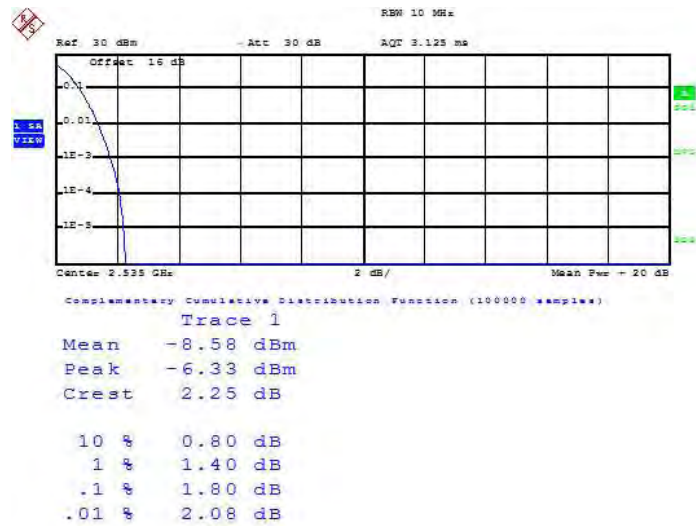 RBW 10 MHz
R/S
Ref 30 dBm - Att 30 dB AQT 3.125 ms
Offset 16 dB
0.1
0.01
1E-3
1E-4
1E-5
1 SA
VIEW
Center 2.535 GHz 2 dB/ Mean Pwr + 20 dB
Complementary Cumulative Distribution Function (100000 samples)
Trace 1
Mean -8.58 dBm
Peak -6.33 dBm
Crest 2.25 dB
10 % 0.80 dB
1 % 1.40 dB
.1 % 1.80 dB
.01 % 2.08 dB